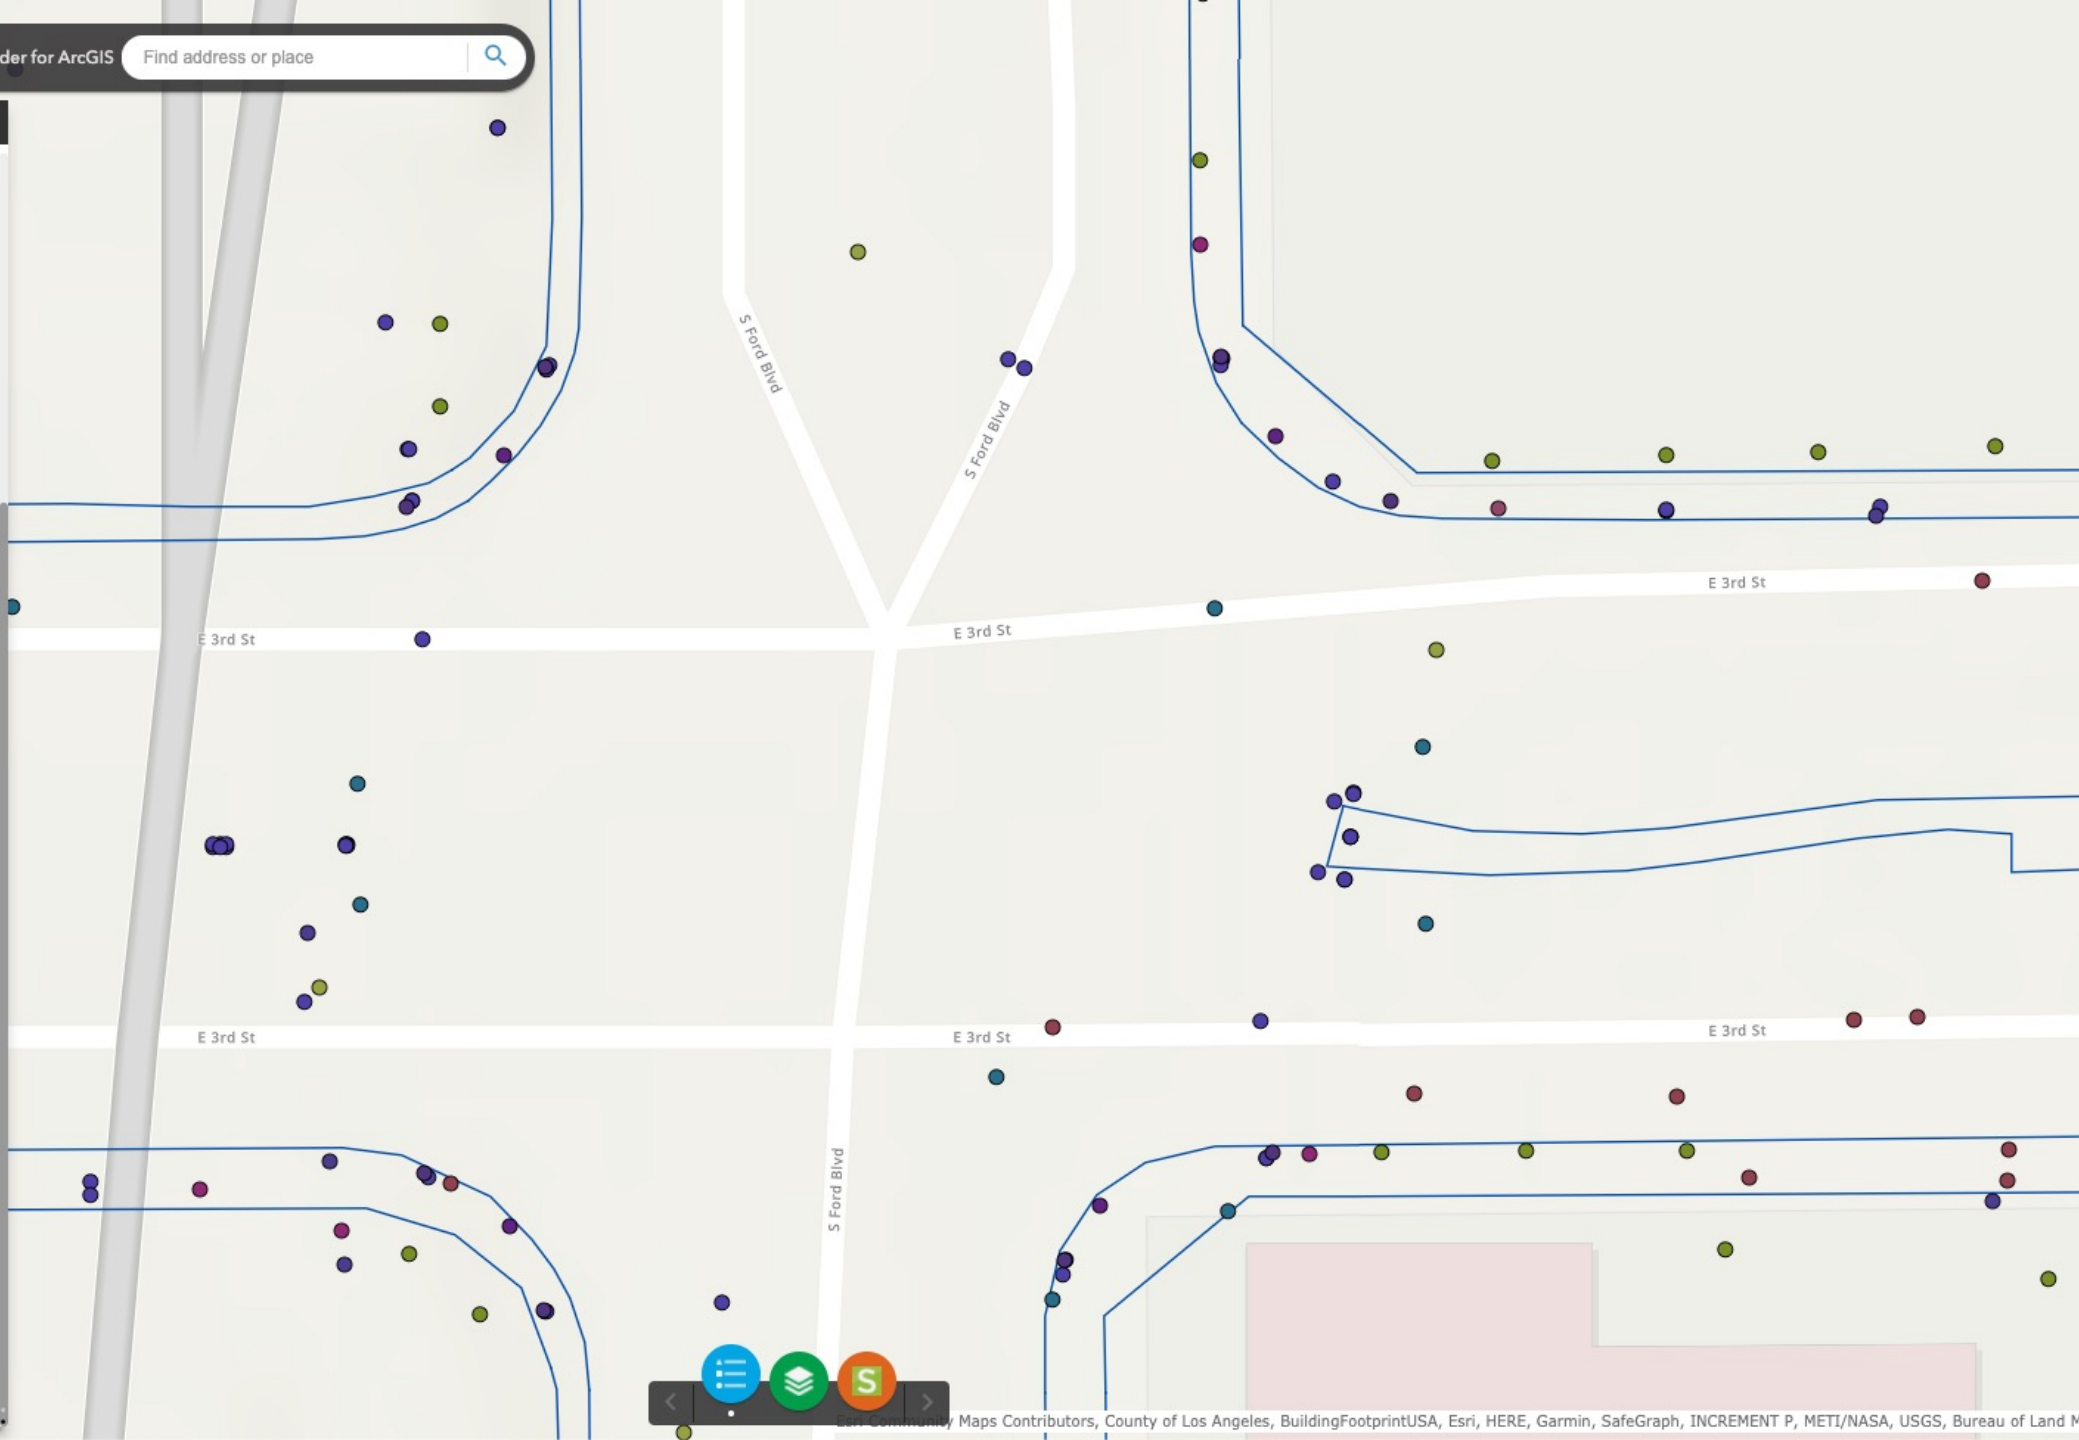 der for ArcGIS
Find address or place
S Ford Blvd
S Ford Blvd
E 3rd St
E 3rd St
E 3rd St
E 3rd St
E 3rd St
E 3rd St
S Ford Blvd
S
Esri Community Maps Contributors, County of Los Angeles, BuildingFootprintUSA, Esri, HERE, Garmin, SafeGraph, INCREMENT P, METI/NASA, USGS, Bureau of Land M